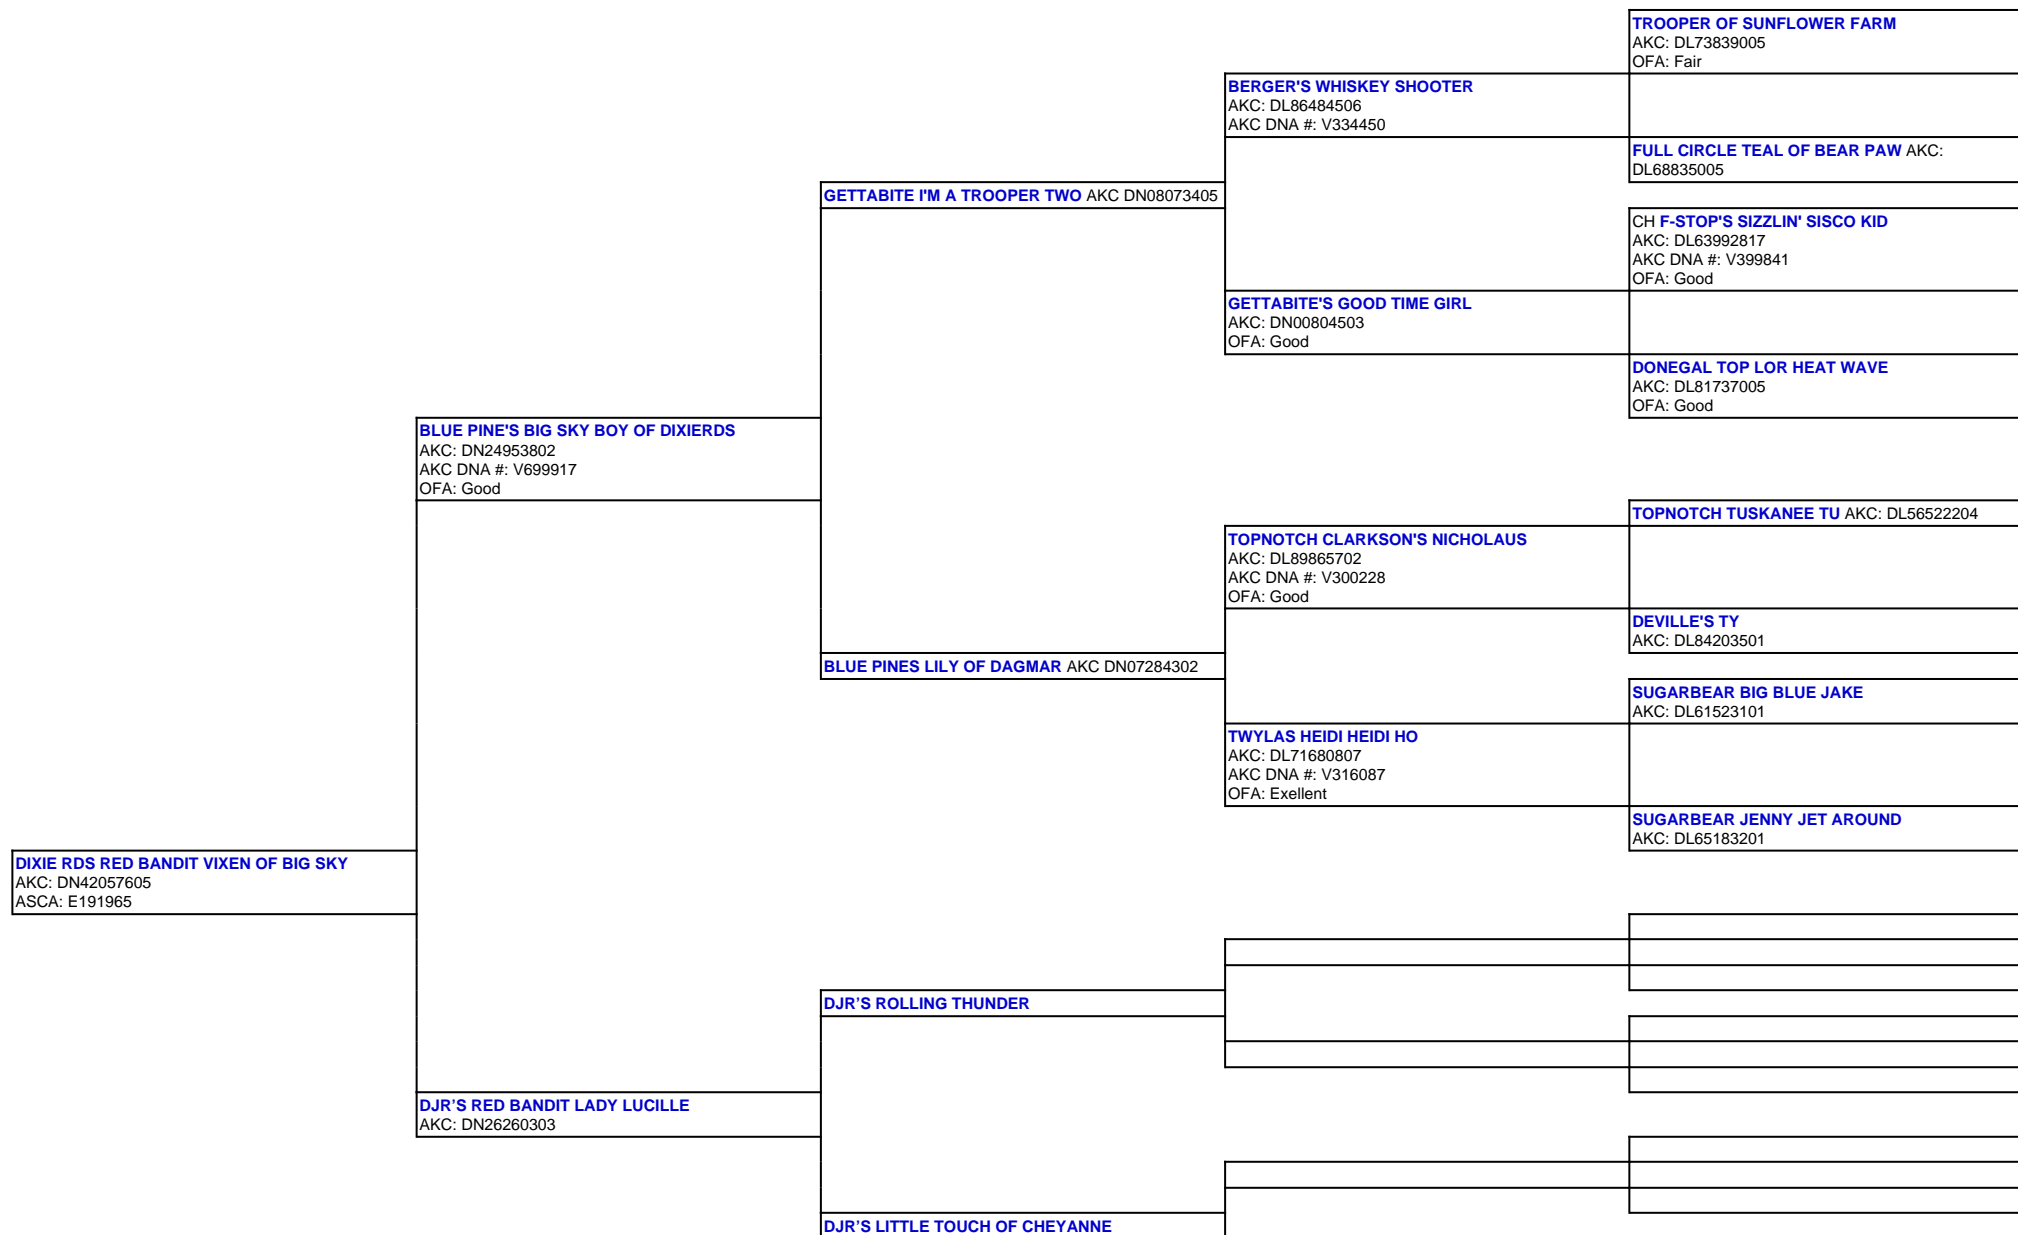 TROOPER OF SUNFLOWER FARM
AKC: DL73839005
OFA: Fair
BERGER'S WHISKEY SHOOTER
AKC: DL86484506
AKC DNA #: V334450
FULL CIRCLE TEAL OF BEAR PAW AKC:
DL68835005
GETTABITE I'M A TROOPER TWO AKC DN08073405
CH F-STOP'S SIZZLIN' SISCO KID
AKC: DL63992817
AKC DNA #: V399841
OFA: Good
GETTABITE'S GOOD TIME GIRL
AKC: DN00804503
OFA: Good
DONEGAL TOP LOR HEAT WAVE
AKC: DL81737005
OFA: Good
BLUE PINE'S BIG SKY BOY OF DIXIERDS
AKC: DN24953802
AKC DNA #: V699917
OFA: Good
TOPNOTCH TUSKANEE TU AKC: DL56522204
TOPNOTCH CLARKSON'S NICHOLAUS
AKC: DL89865702
AKC DNA #: V300228
OFA: Good
DEVILLE'S TY
AKC: DL84203501
BLUE PINES LILY OF DAGMAR AKC DN07284302
SUGARBEAR BIG BLUE JAKE
AKC: DL61523101
TWYLAS HEIDI HEIDI HO
AKC: DL71680807
AKC DNA #: V316087
OFA: Exellent
SUGARBEAR JENNY JET AROUND
AKC: DL65183201
DIXIE RDS RED BANDIT VIXEN OF BIG SKY
AKC: DN42057605
ASCA: E191965
DJR’S ROLLING THUNDER
DJR’S RED BANDIT LADY LUCILLE
AKC: DN26260303
DJR’S LITTLE TOUCH OF CHEYANNE